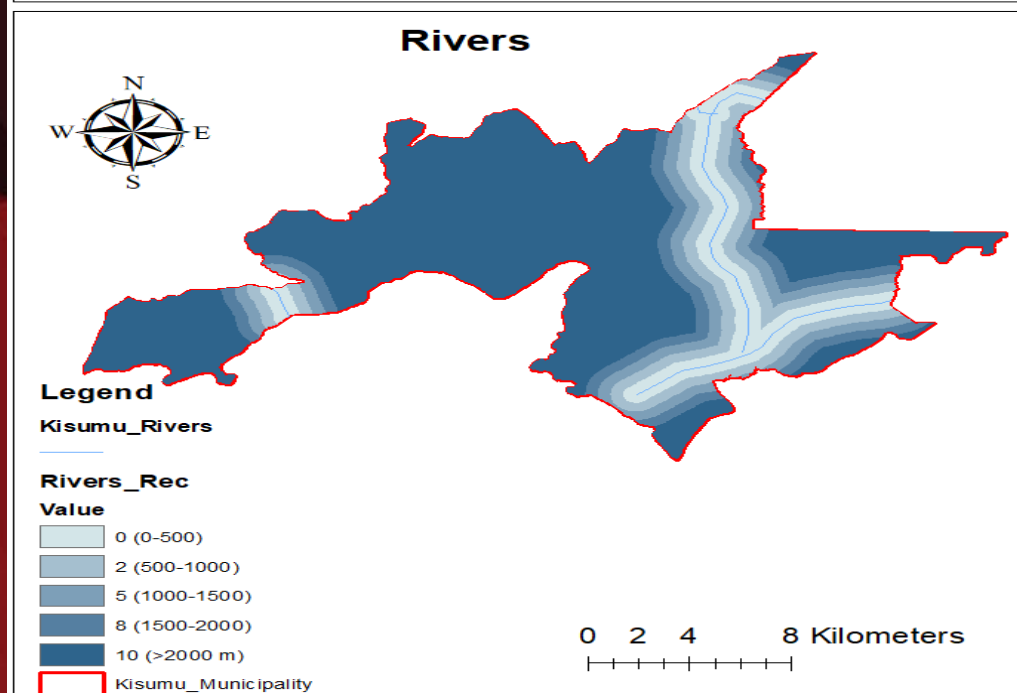 Rivers
N
W E
S
Legend
Kisumu_Rivers
Rivers_Rec
Value
0 (0-500)
2 (500-1000)
5 (1000-1500)
8 (1500-2000)
10 (>2000 m)
Kisumu_Municipality
0 2 4 8 Kilometers